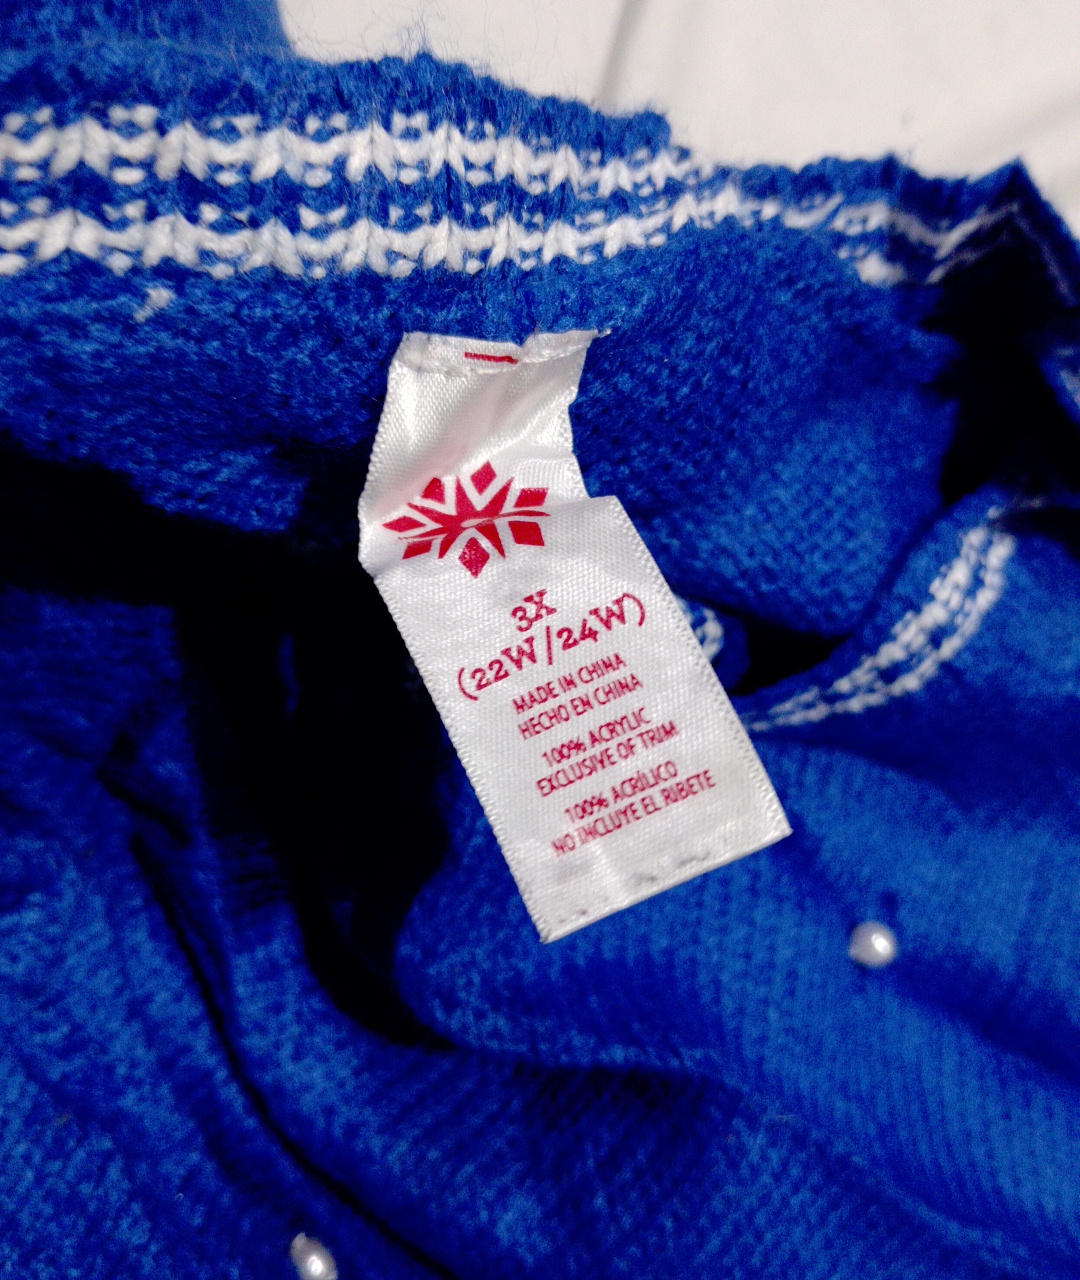 3X
(22W/24W)
MADE IN CHINA
HECHO EN CHINA
100% ACRYLIC
EXCLUSIVE OF TRIM
100% ACRÍLICO
NO INCLUYE EL RIBETE